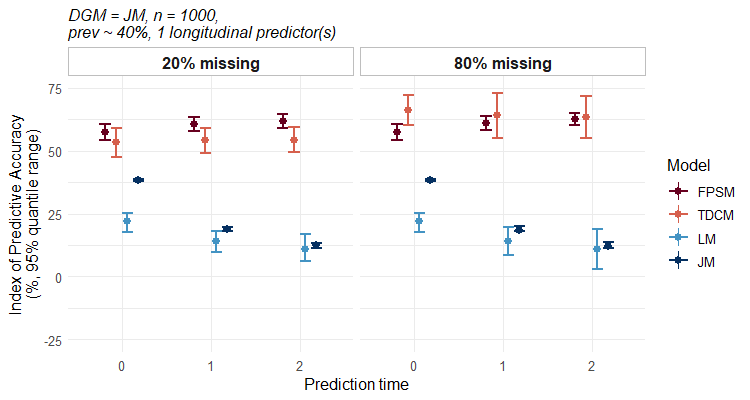 DGM = JM, n = 1000,
prev ~ 40%, 1 longitudinal predictor(s)
20% missing
80% missing
Index of Predictive Accuracy
(%, 95% quantile range)
75
50
25
0
-25
0
1
2
0
1
2
Prediction time
Model
FPSM
TDCM
LM
JM